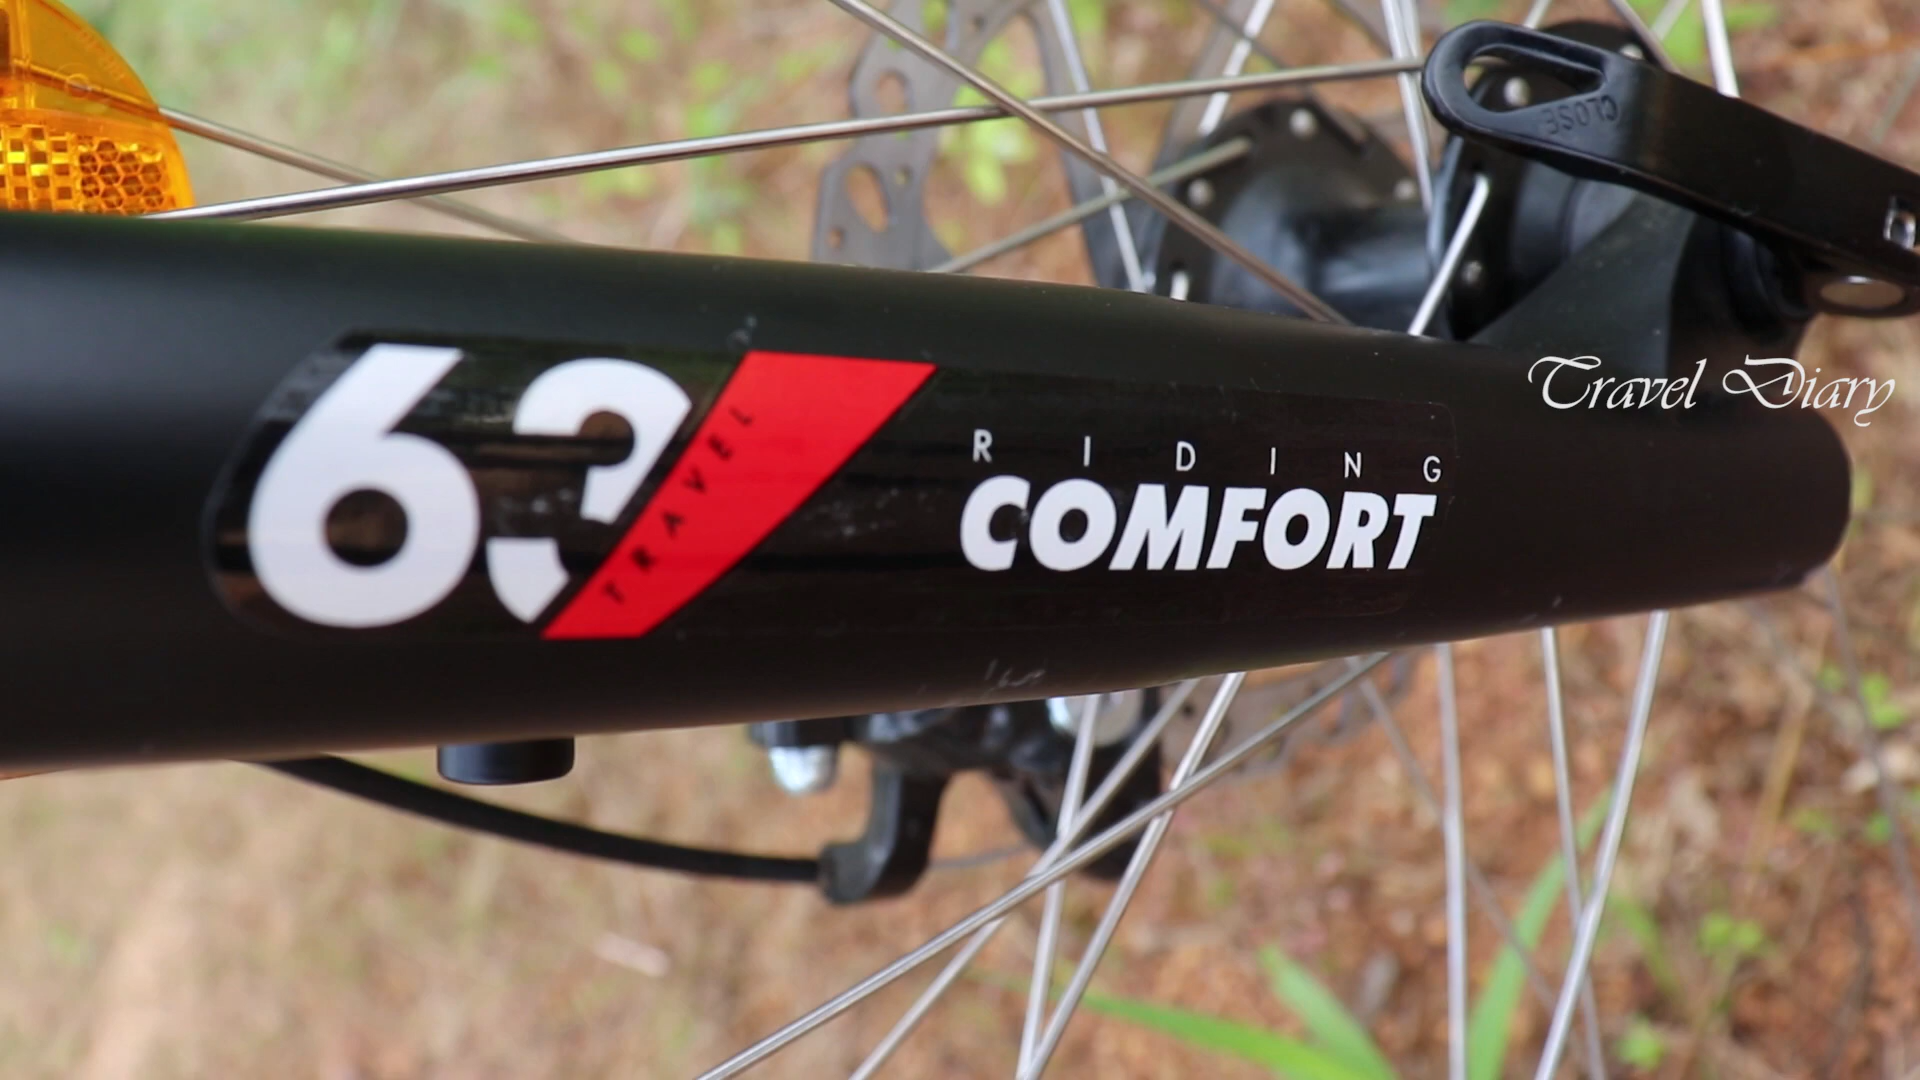 CLOSE
63
TRAVEL
RIDING
COMFORT
Travel Diary